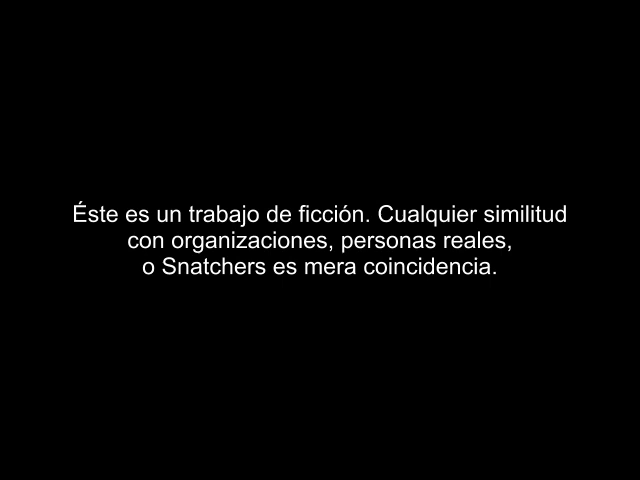 Éste es un trabajo de ficción. Cualquier similitud
con organizaciones, personas reales,
o Snatchers es mera coincidencia.